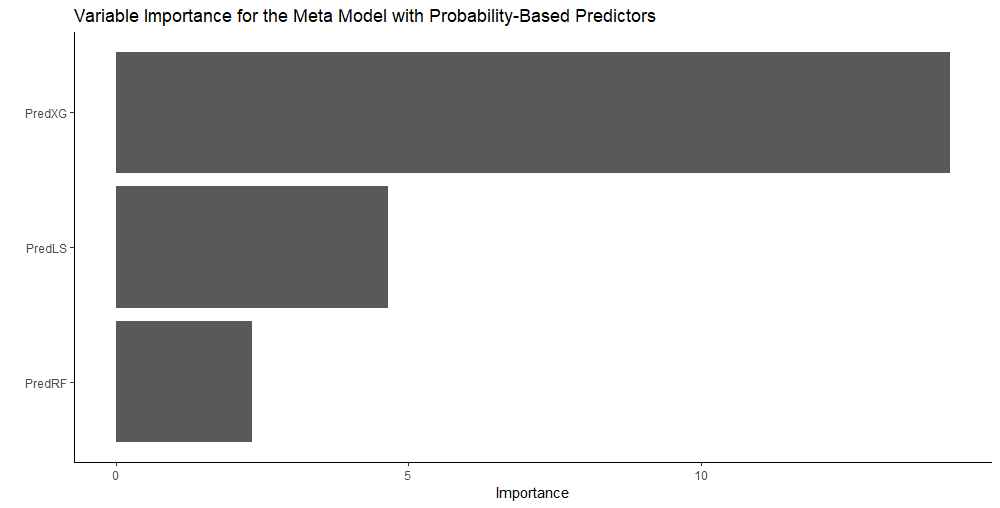 Variable Importance for the Meta Model with Probability-Based Predictors
PredXG
PredLS
PredRF
0 5 10
Importance